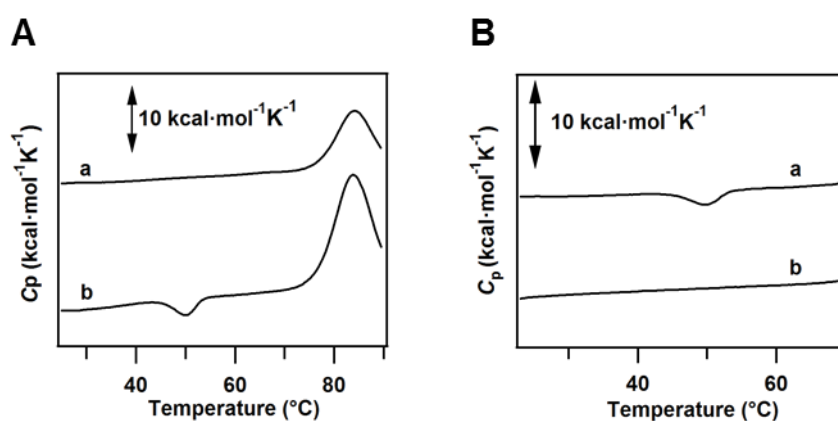 A
B
10 kcal·mol⁻¹K⁻¹
10 kcal·mol⁻¹K⁻¹
a
a
b
b
Cp (kcal·mol⁻¹K⁻¹)
Cₚ (kcal·mol⁻¹K⁻¹)
40 60 80
40 60
Temperature (°C)
Temperature (°C)